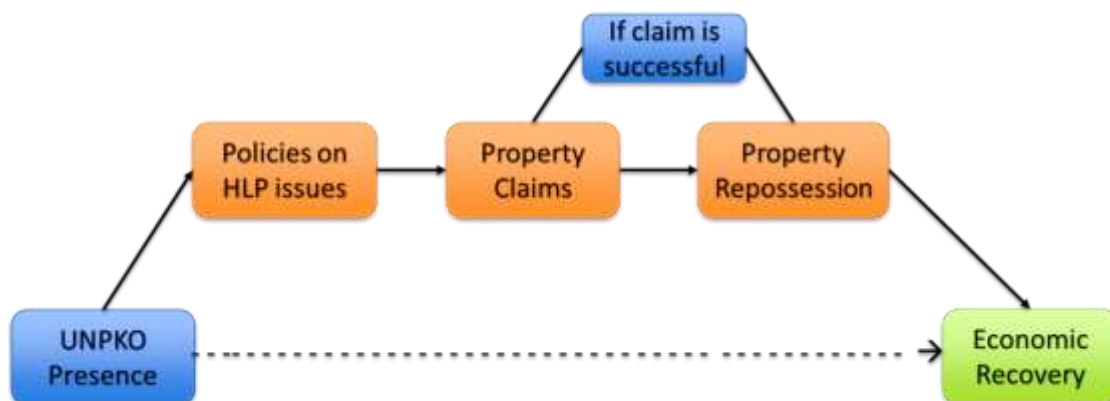 If claim is
successful
Policies on
HLP issues
Property
Claims
Property
Repossession
UNPKO
Presence
Economic
Recovery